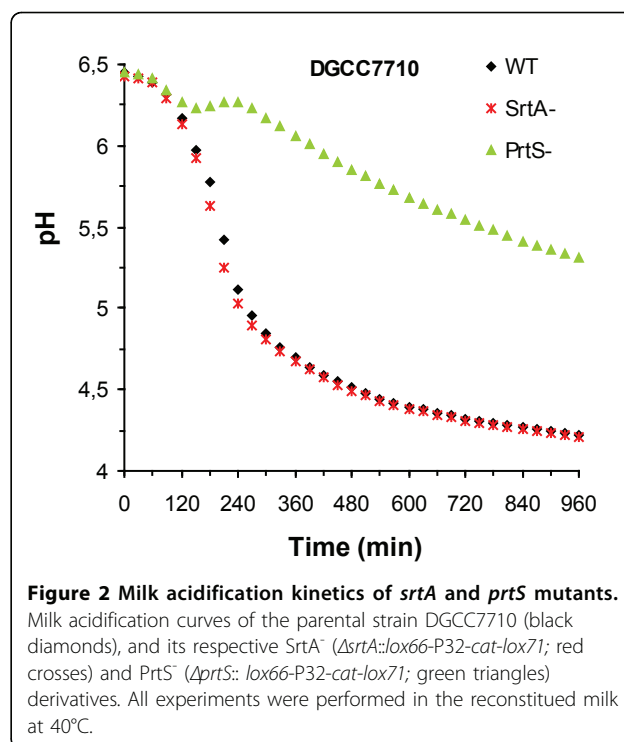 DGCC7710
WT
SrtA-
PrtS-
pH
6,5
6
5,5
5
4,5
4
0 120 240 360 480 600 720 840 960
Time (min)
Figure 2 Milk acidification kinetics of srtA and prtS mutants.
Milk acidification curves of the parental strain DGCC7710 (black
diamonds), and its respective SrtA⁻ (ΔsrtA::lox66-P32-cat-lox71; red
crosses) and PrtS⁻ (ΔprtS:: lox66-P32-cat-lox71; green triangles)
derivatives. All experiments were performed in the reconstitued milk
at 40°C.